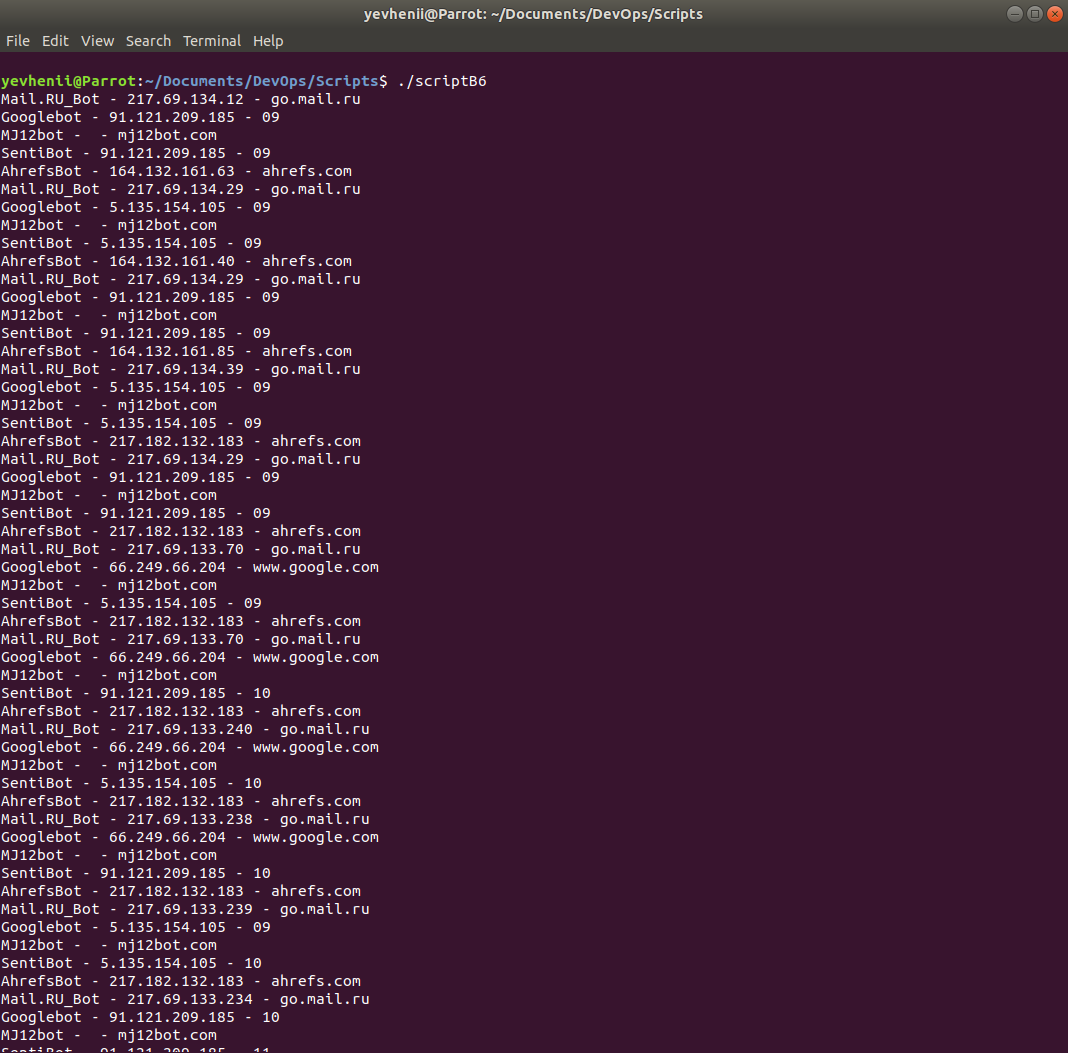 yevhenii@Parrot: ~/Documents/DevOps/Scripts
File Edit View Search Terminal Help
yevhenii@Parrot:~/Documents/DevOps/Scripts$ ./scriptB6
Mail.RU_Bot - 217.69.134.12 - go.mail.ru
Googlebot - 91.121.209.185 - 09
MJ12bot -  - mj12bot.com
SentiBot - 91.121.209.185 - 09
AhrefsBot - 164.132.161.63 - ahrefs.com
Mail.RU_Bot - 217.69.134.29 - go.mail.ru
Googlebot - 5.135.154.105 - 09
MJ12bot -  - mj12bot.com
SentiBot - 5.135.154.105 - 09
AhrefsBot - 164.132.161.40 - ahrefs.com
Mail.RU_Bot - 217.69.134.29 - go.mail.ru
Googlebot - 91.121.209.185 - 09
MJ12bot -  - mj12bot.com
SentiBot - 91.121.209.185 - 09
AhrefsBot - 164.132.161.85 - ahrefs.com
Mail.RU_Bot - 217.69.134.39 - go.mail.ru
Googlebot - 5.135.154.105 - 09
MJ12bot -  - mj12bot.com
SentiBot - 5.135.154.105 - 09
AhrefsBot - 217.182.132.183 - ahrefs.com
Mail.RU_Bot - 217.69.134.29 - go.mail.ru
Googlebot - 91.121.209.185 - 09
MJ12bot -  - mj12bot.com
SentiBot - 91.121.209.185 - 09
AhrefsBot - 217.182.132.183 - ahrefs.com
Mail.RU_Bot - 217.69.133.70 - go.mail.ru
Googlebot - 66.249.66.204 - www.google.com
MJ12bot -  - mj12bot.com
SentiBot - 5.135.154.105 - 09
AhrefsBot - 217.182.132.183 - ahrefs.com
Mail.RU_Bot - 217.69.133.70 - go.mail.ru
Googlebot - 66.249.66.204 - www.google.com
MJ12bot -  - mj12bot.com
SentiBot - 91.121.209.185 - 10
AhrefsBot - 217.182.132.183 - ahrefs.com
Mail.RU_Bot - 217.69.133.240 - go.mail.ru
Googlebot - 66.249.66.204 - www.google.com
MJ12bot -  - mj12bot.com
SentiBot - 5.135.154.105 - 10
AhrefsBot - 217.182.132.183 - ahrefs.com
Mail.RU_Bot - 217.69.133.238 - go.mail.ru
Googlebot - 66.249.66.204 - www.google.com
MJ12bot -  - mj12bot.com
SentiBot - 91.121.209.185 - 10
AhrefsBot - 217.182.132.183 - ahrefs.com
Mail.RU_Bot - 217.69.133.239 - go.mail.ru
Googlebot - 5.135.154.105 - 09
MJ12bot -  - mj12bot.com
SentiBot - 5.135.154.105 - 10
AhrefsBot - 217.182.132.183 - ahrefs.com
Mail.RU_Bot - 217.69.133.234 - go.mail.ru
Googlebot - 91.121.209.185 - 10
MJ12bot -  - mj12bot.com
SentiBot - 91.121.209.185 - 11